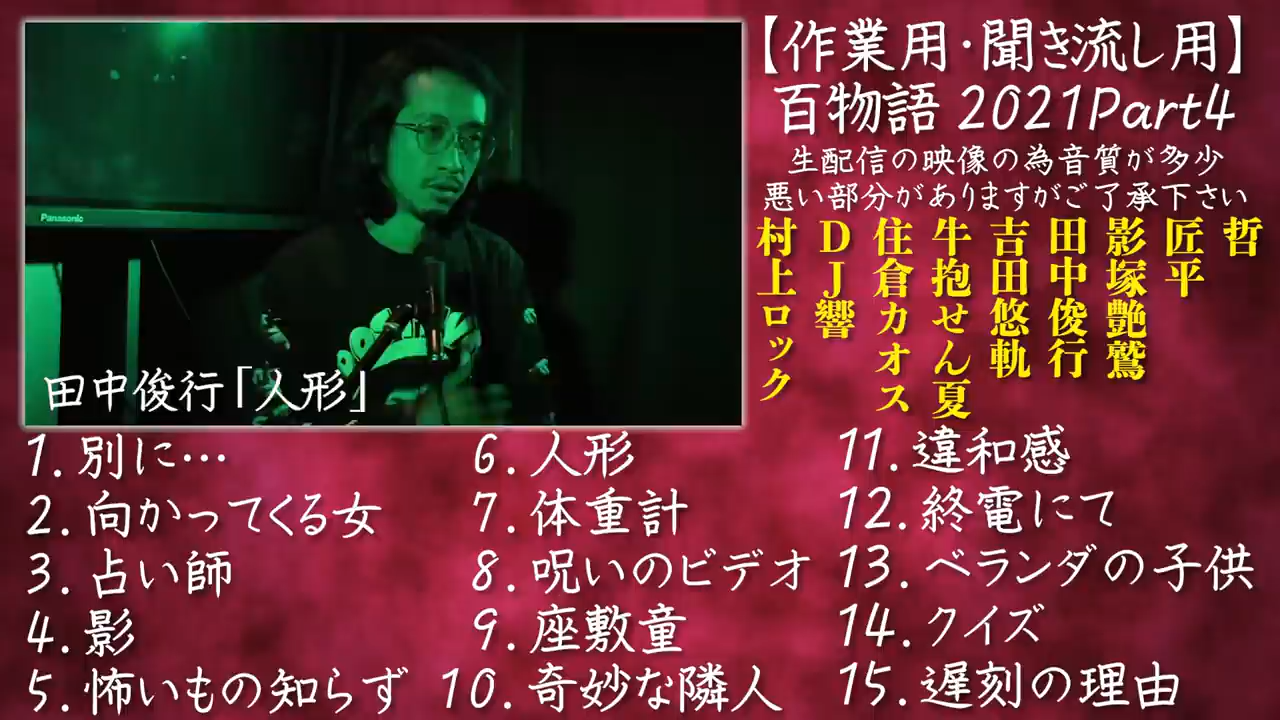 【作業用・聞き流し用】
百物語 2021Part4
生配信の映像の為音質が多少
悪い部分がありますがご了承下さい
哲
匠平
影塚艶鷲
田中俊行
吉田悠軌
牛抱せん夏
住倉カオス
DJ響
村上ロック
Panasonic
田中俊行「人形」
1. 別に…
2. 向かってくる女
3. 占い師
4. 影
5. 怖いもの知らず
6. 人形
7. 体重計
8. 呪いのビデオ
9. 座敷童
10. 奇妙な隣人
11. 違和感
12. 終電にて
13. ベランダの子供
14. クイズ
15. 遅刻の理由